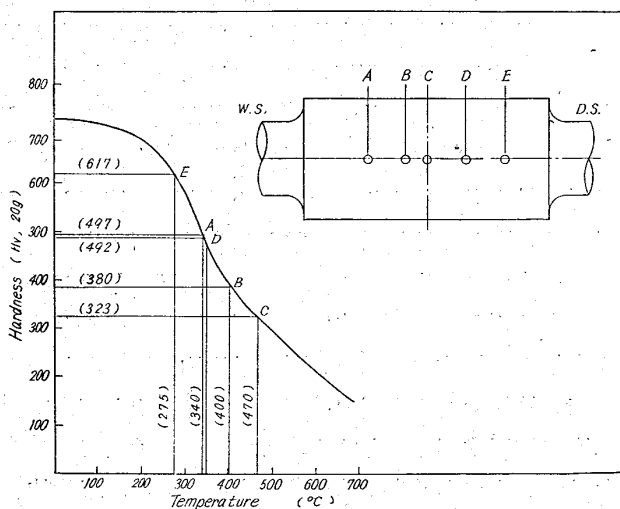 800
700
600
300
400
300
200
100
Hardness (Hv, 20g)
(617)
(497)
(492)
(380)
(323)
E
A
D
B
C
(275)
(340)
(400)
(470)
100 200 300 400 500 600 700
Temperature (°C)
A B C D E
W.S. D.S.